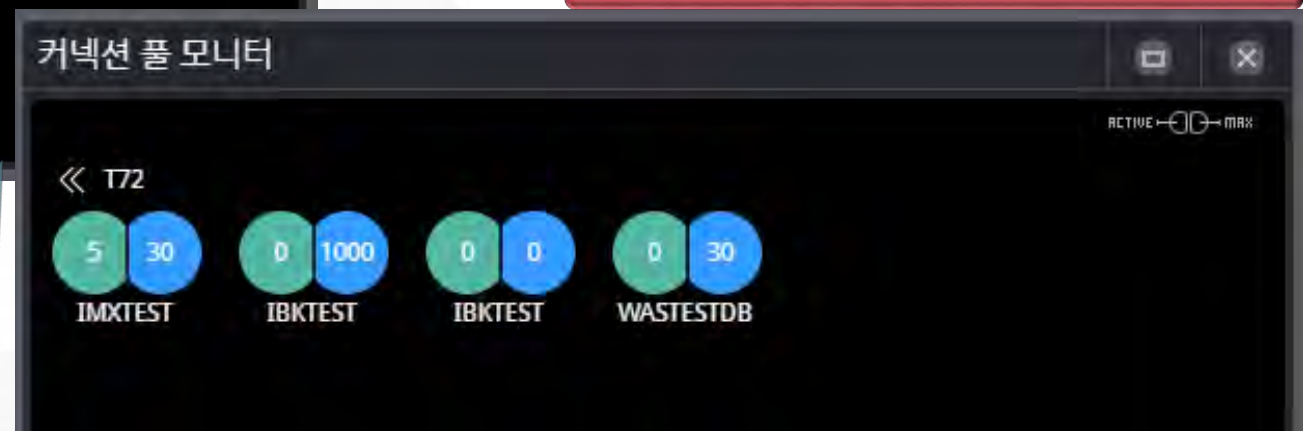 커넥션 풀 모니터
ACTIVE MAX
T72
5 30 0 1000 0 0 0 30
IMXTEST IBKTEST IBKTEST WASTESTDB